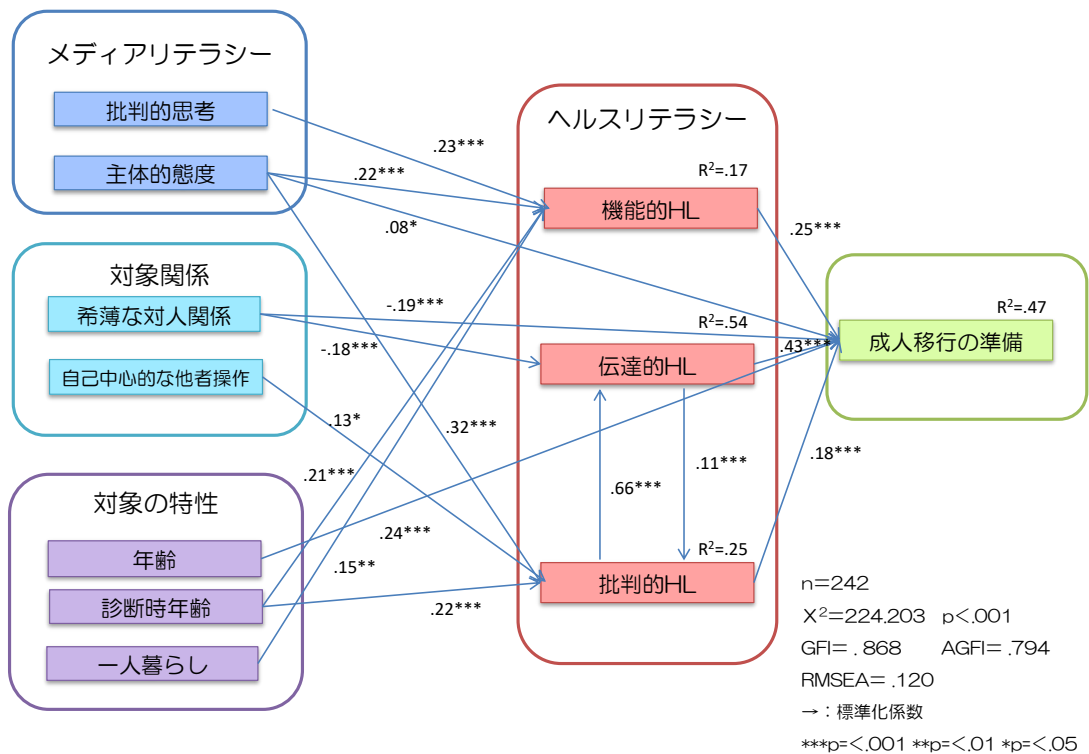 メディアリテラシー
批判的思考
主体的態度
対象関係
希薄な対人関係
自己中心的な他者操作
対象の特性
年齢
診断時年齢
一人暮らし
.23***
.22***
.08*
-.19***
-.18***
.13*
.32***
.21***
.24***
.15**
.22***
ヘルスリテラシー
R²=.17
機能的HL
R²=.54
伝達的HL
.66***
.11***
R²=.25
批判的HL
.25***
.43***
.18***
R²=.47
成人移行の準備
n=242
X²=224.203 p<.001
GFI= .868 AGFI= .794
RMSEA= .120
→：標準化係数
***p=<.001 **p=<.01 *p=<.05